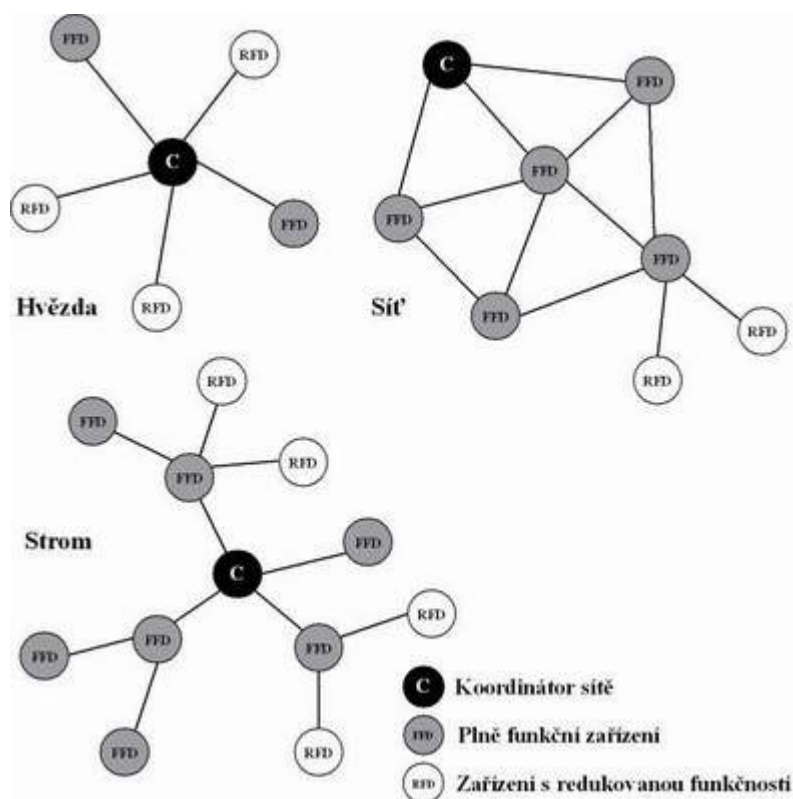 FFD
RFD
C
RFD
FFD
RFD
Hvězda
C
FFD
FFD
FFD
FFD
FFD
RFD
RFD
Síť
RFD
FFD
RFD
FFD
Strom
FFD
C
RFD
FFD
FFD
FFD
FFD
RFD
C Koordinátor sítě
FFD Plně funkční zařízení
RFD Zařízení s redukovanou funkčností